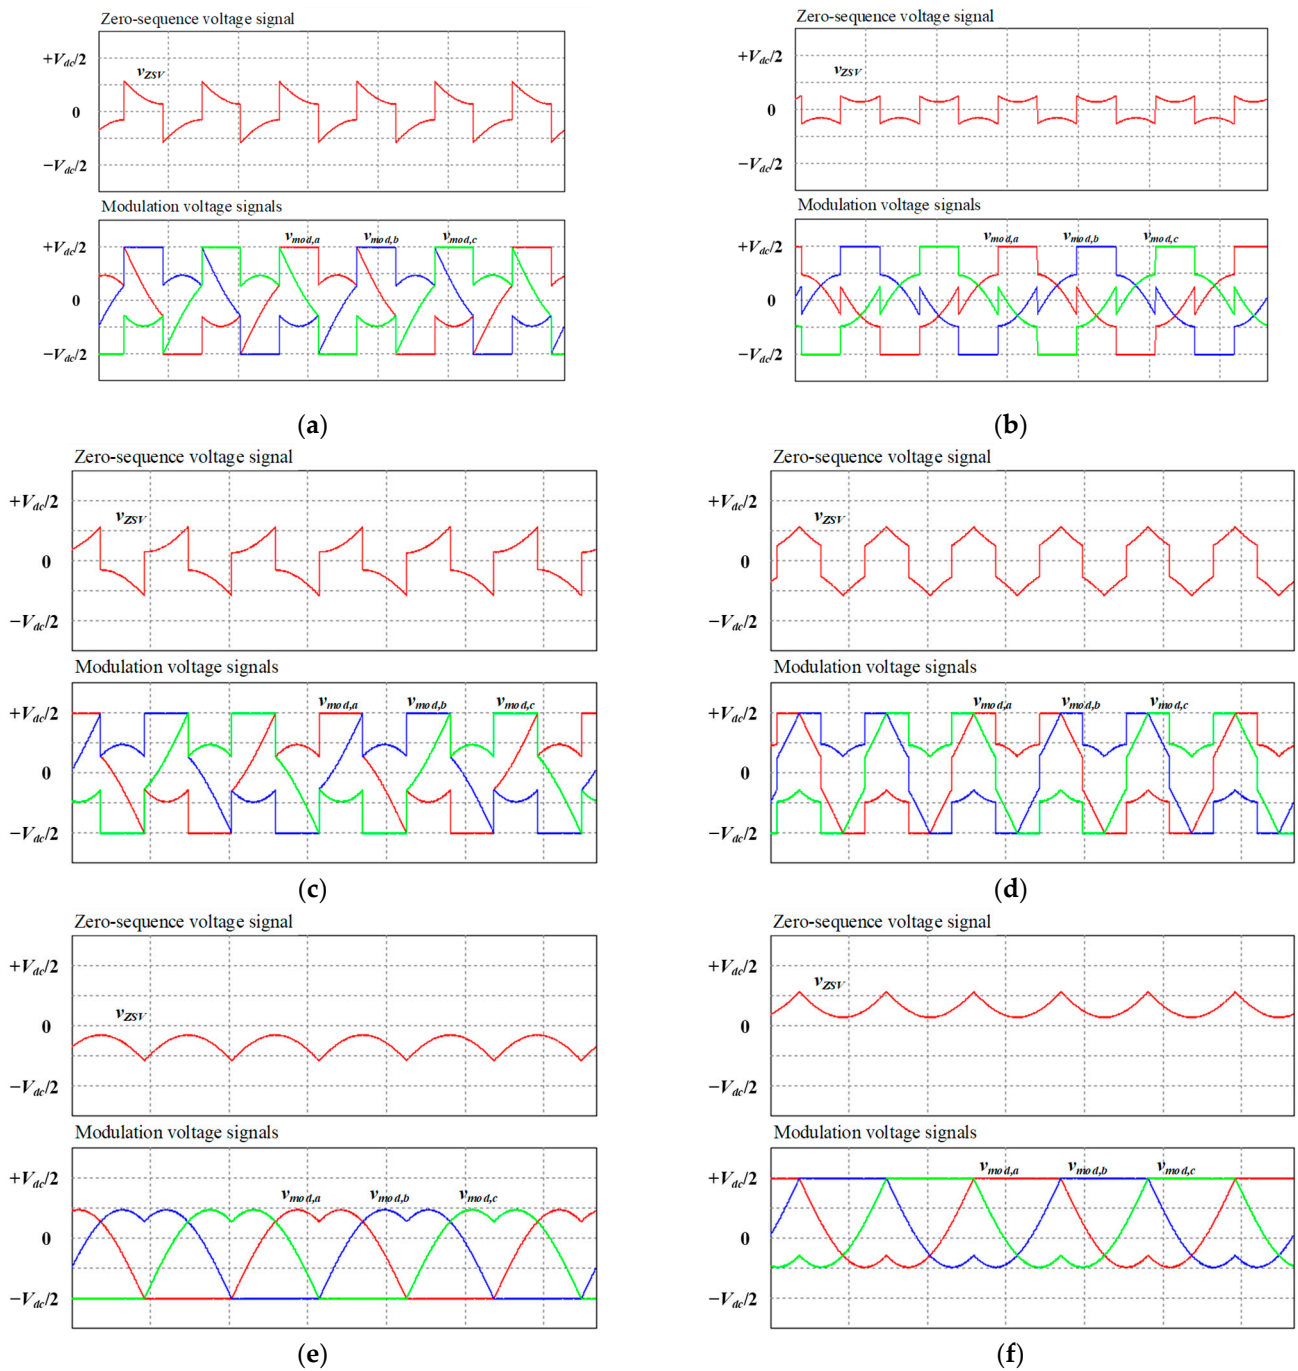 Zero-sequence voltage signal
+Vdc/2
vZSV
0
−Vdc/2
Modulation voltage signals
+Vdc/2
vmod,a vmod,b vmod,c
0
−Vdc/2
(a)
Zero-sequence voltage signal
+Vdc/2
vZSV
0
−Vdc/2
Modulation voltage signals
+Vdc/2
vmod,a vmod,b vmod,c
0
−Vdc/2
(b)
Zero-sequence voltage signal
+Vdc/2
vZSV
0
−Vdc/2
Modulation voltage signals
+Vdc/2
vmod,a vmod,b vmod,c
0
−Vdc/2
(c)
Zero-sequence voltage signal
+Vdc/2
vZSV
0
−Vdc/2
Modulation voltage signals
+Vdc/2
vmod,a vmod,b vmod,c
0
−Vdc/2
(d)
Zero-sequence voltage signal
+Vdc/2
vZSV
0
−Vdc/2
Modulation voltage signals
+Vdc/2
vmod,a vmod,b vmod,c
0
−Vdc/2
(e)
Zero-sequence voltage signal
+Vdc/2
vZSV
0
−Vdc/2
Modulation voltage signals
+Vdc/2
vmod,a vmod,b vmod,c
0
−Vdc/2
(f)